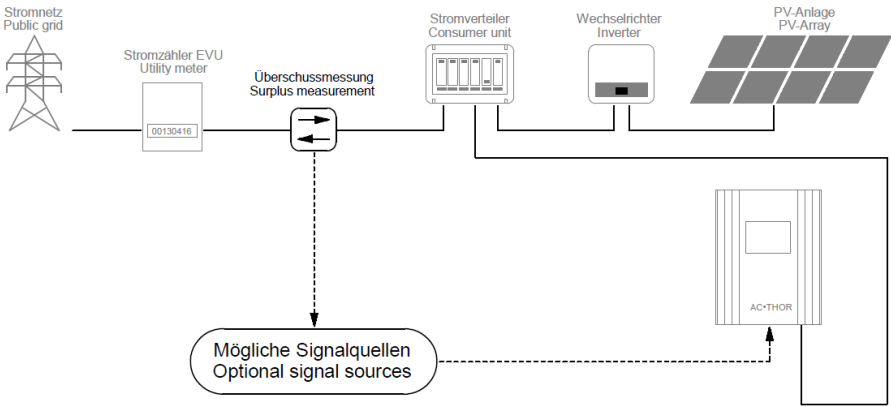 Stromnetz
Public grid
Stromzähler EVU
Utility meter
00130416
Überschussmessung
Surplus measurement
Stromverteiler
Consumer unit
Wechselrichter
Inverter
PV-Anlage
PV-Array
AC•THOR
Mögliche Signalquellen
Optional signal sources